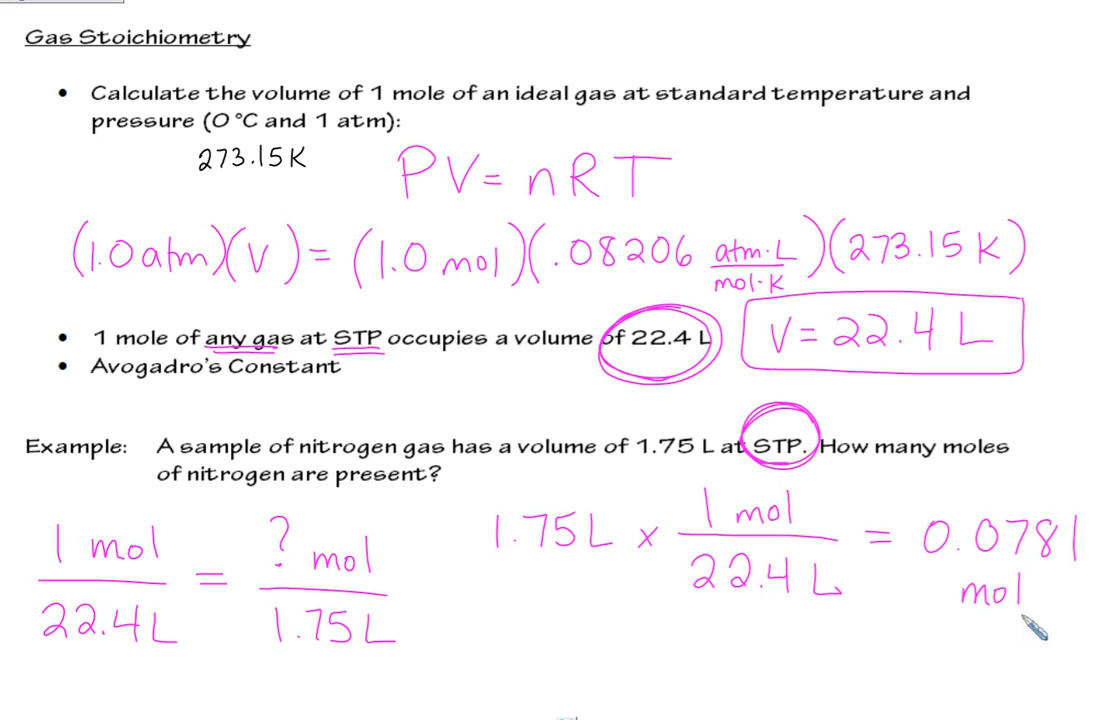 Gas Stoichiometry
• Calculate the volume of 1 mole of an ideal gas at standard temperature and
pressure (0 °C and 1 atm):
273.15 K
PV = nRT
(1.0 atm)(V) = (1.0 mol)(.08206 atm·L/mol·K)(273.15 K)
• 1 mole of any gas at STP occupies a volume of 22.4 L
V = 22.4 L
• Avogadro's Constant
Example: A sample of nitrogen gas has a volume of 1.75 L at STP. How many moles
of nitrogen are present?
1 mol / 22.4 L = ? mol / 1.75 L
1.75 L x 1 mol / 22.4 L = 0.0781
mol